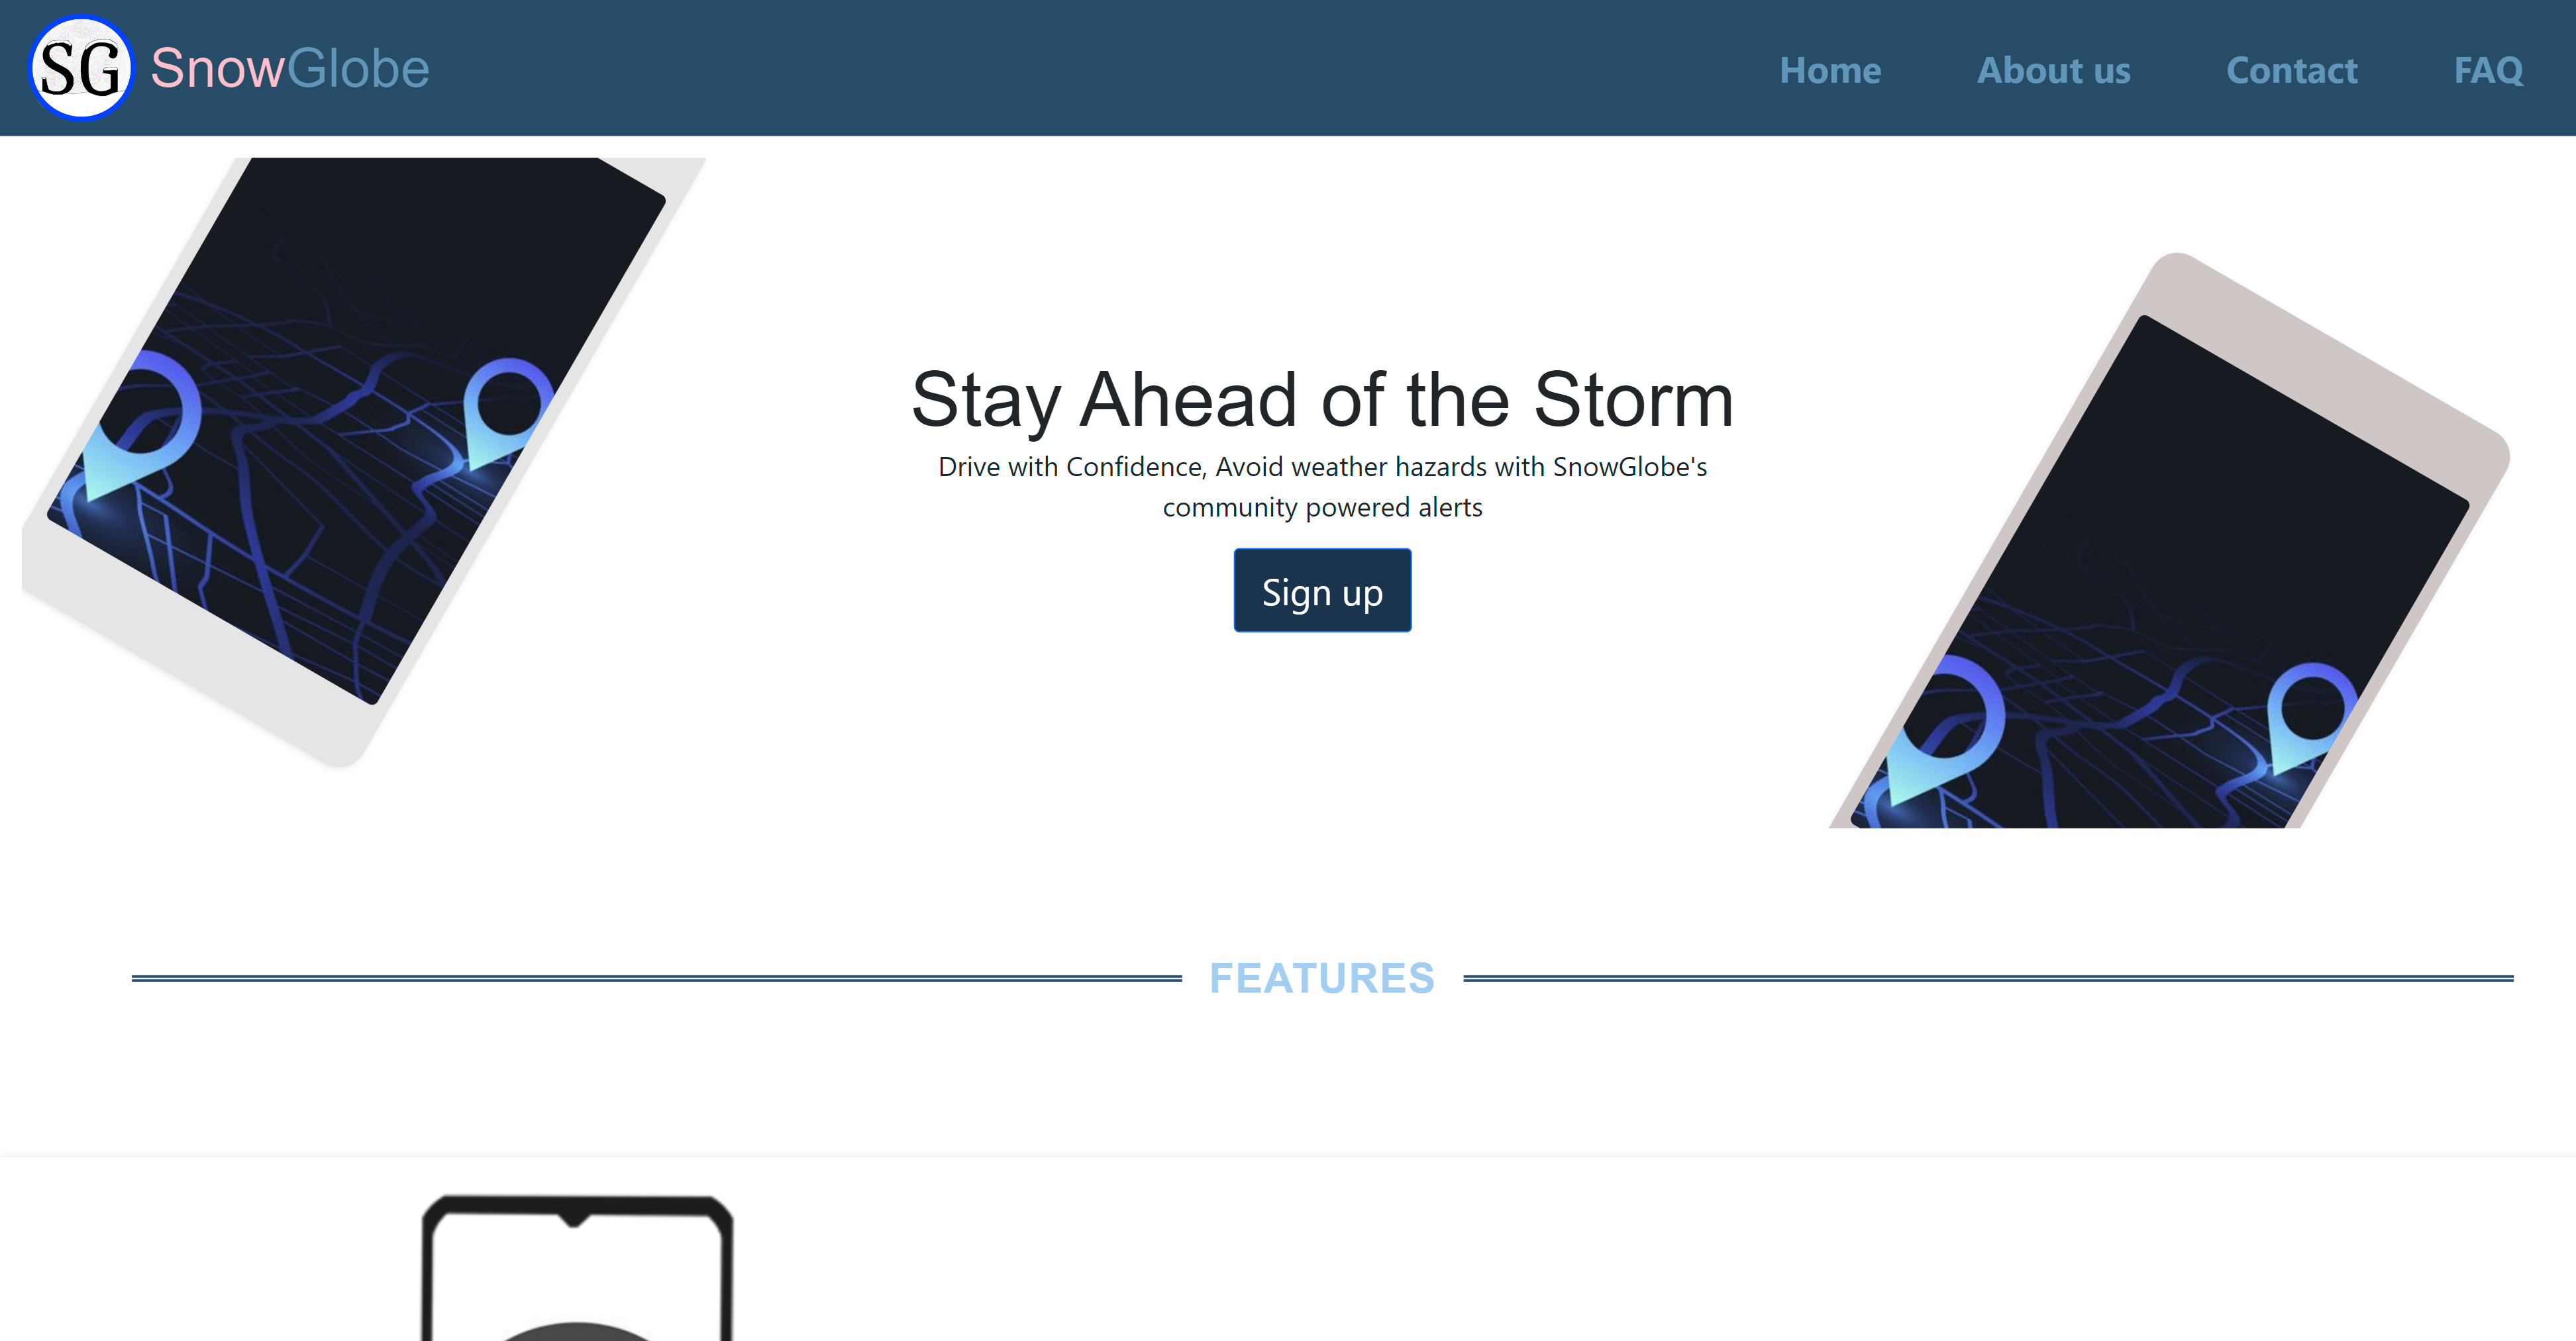 SG
SnowGlobe
Home
About us
Contact
FAQ
Stay Ahead of the Storm
Drive with Confidence, Avoid weather hazards with SnowGlobe's
community powered alerts
Sign up
FEATURES